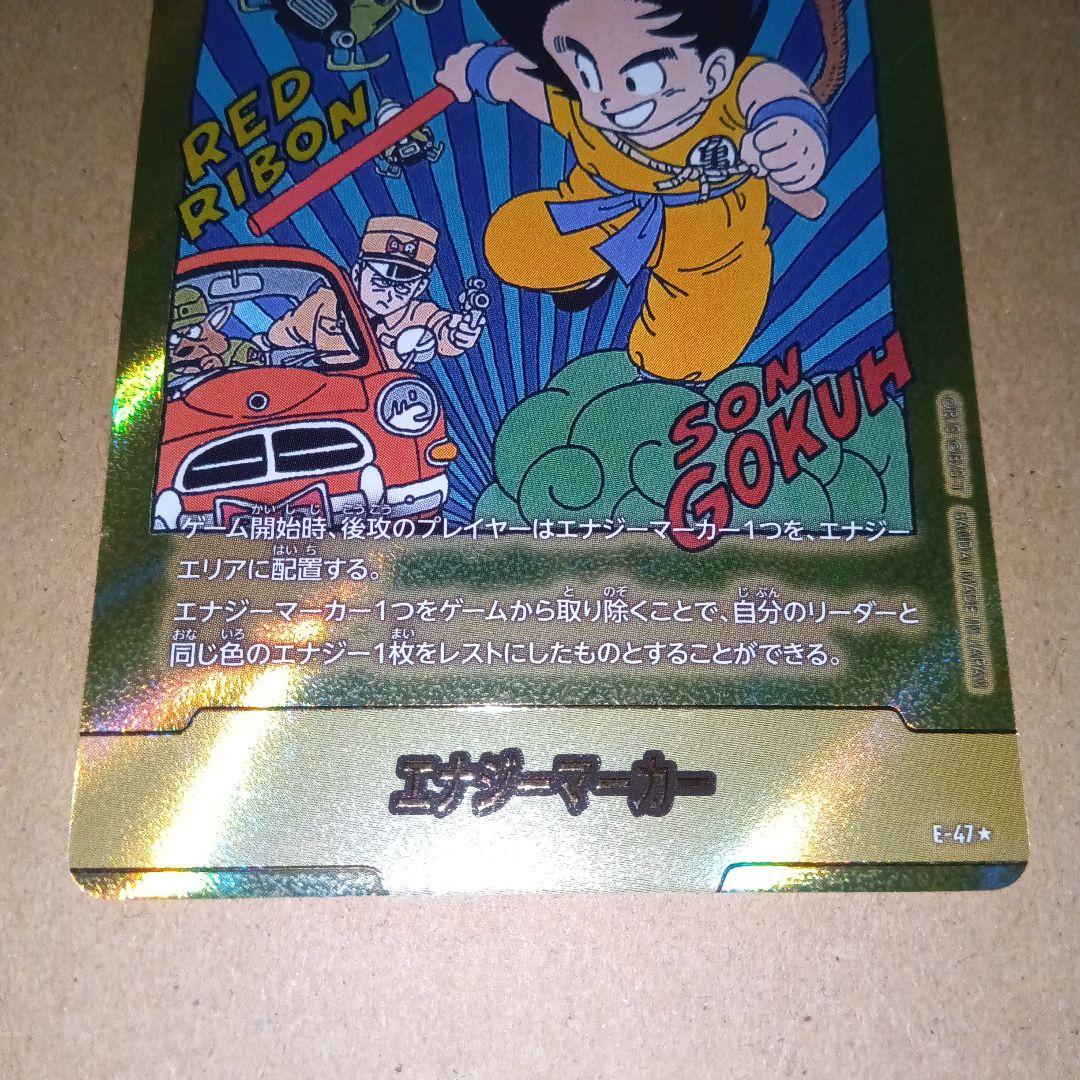 RED
RIBON
亀
R R
SON
GOKUH
ゲーム開始時、後攻のプレイヤーはエナジーマーカー1つを、エナジー
エリアに配置する。
エナジーマーカー1つをゲームから取り除くことで、自分のリーダーと
同じ色のエナジー1枚をレストにしたものとすることができる。
エナジーマーカー
E-47★